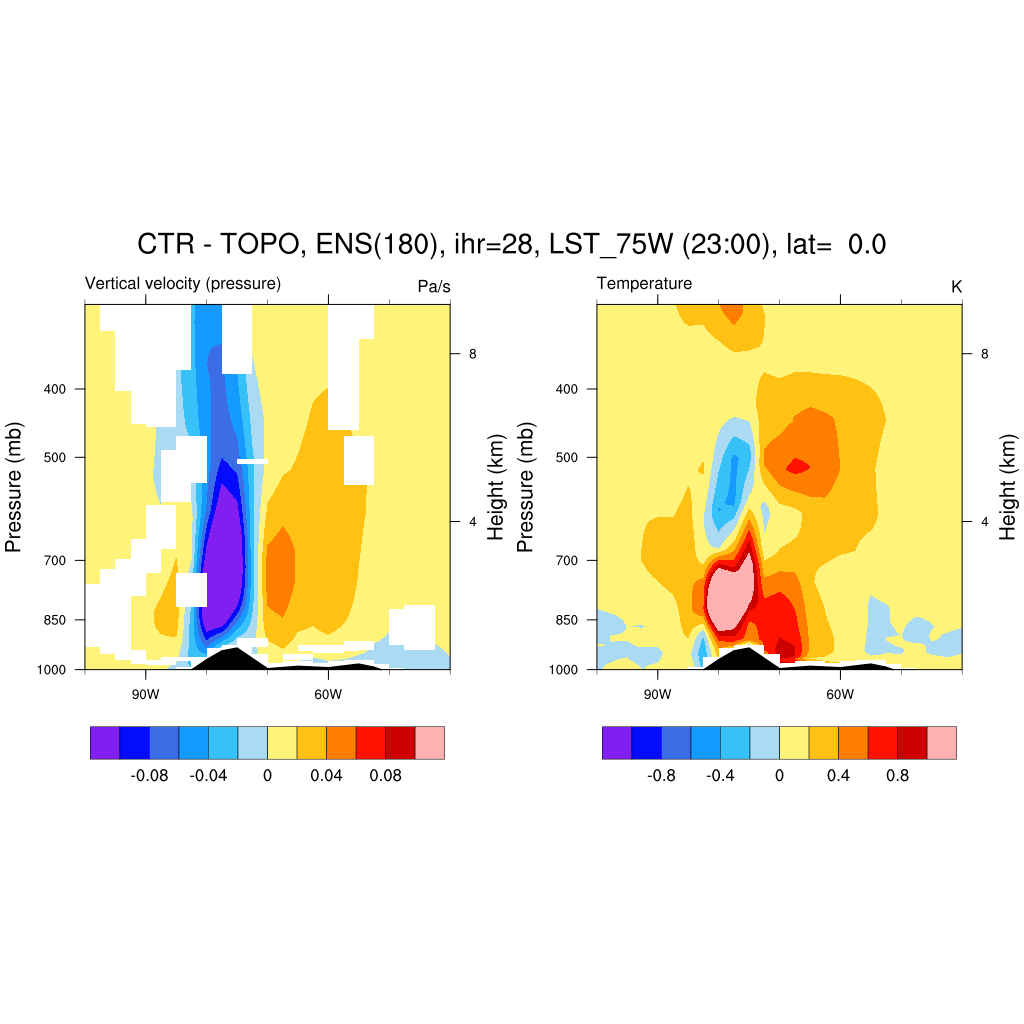 CTR - TOPO, ENS(180), ihr=28, LST_75W (23:00), lat=  0.0
Vertical velocity (pressure)
Pa/s
Temperature
K
Pressure (mb)
400
500
700
850
1000
8
4
Height (km)
90W
60W
Pressure (mb)
400
500
700
850
1000
8
4
Height (km)
90W
60W
-0.08 -0.04 0 0.04 0.08
-0.8 -0.4 0 0.4 0.8